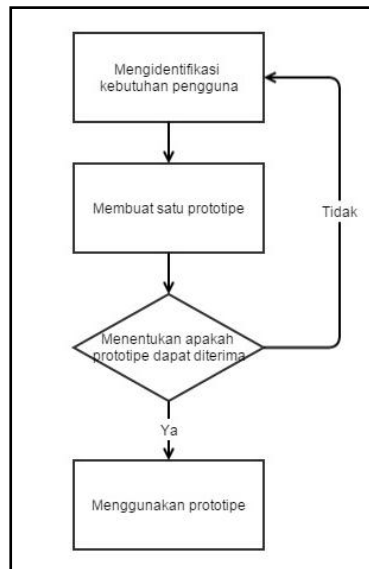 Mengidentifikasi
kebutuhan pengguna
Membuat satu prototipe
Tidak
Menentukan apakah
prototipe dapat diterima
Ya
Menggunakan prototipe